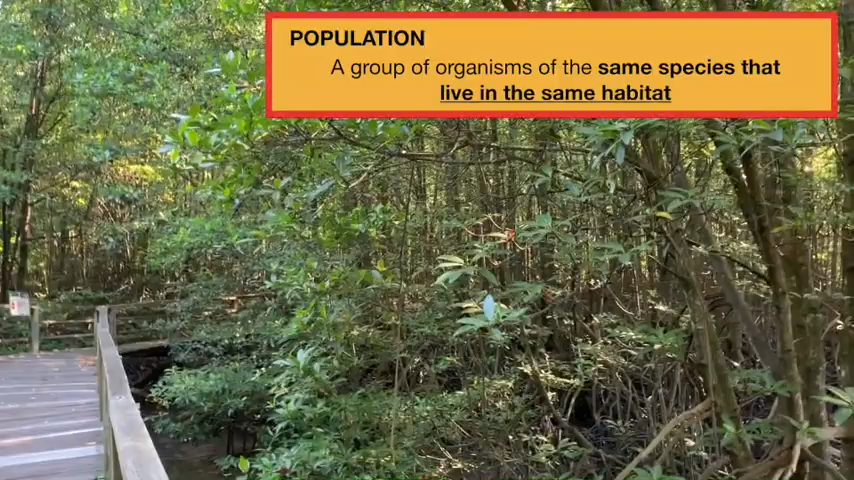 POPULATION
A group of organisms of the same species that
live in the same habitat